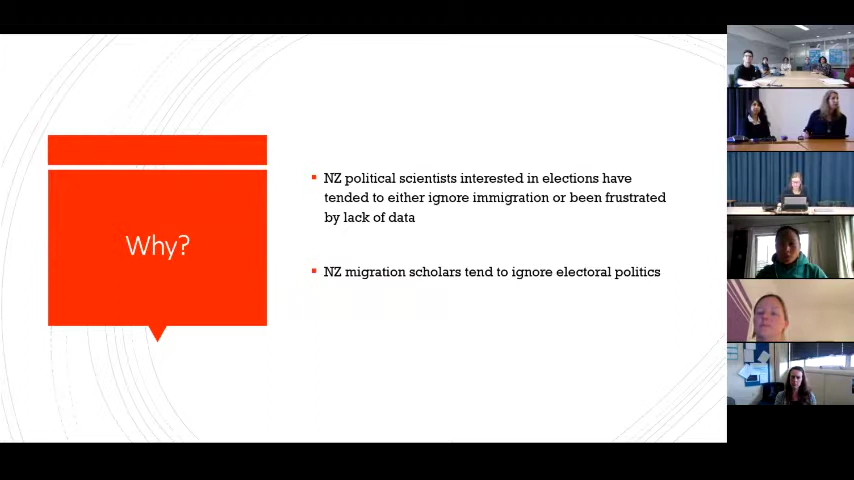 Why?
NZ political scientists interested in elections have
tended to either ignore immigration or been frustrated
by lack of data
NZ migration scholars tend to ignore electoral politics